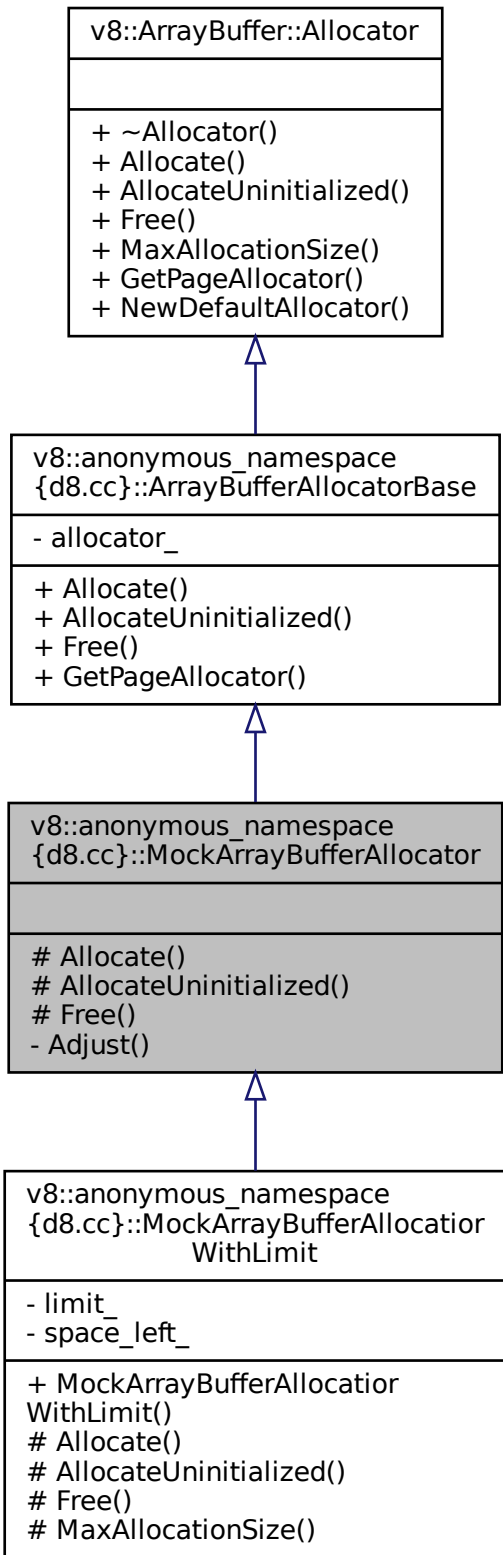 v8::ArrayBuffer::Allocator
+ ~Allocator()
+ Allocate()
+ AllocateUninitialized()
+ Free()
+ MaxAllocationSize()
+ GetPageAllocator()
+ NewDefaultAllocator()
v8::anonymous_namespace
{d8.cc}::ArrayBufferAllocatorBase
- allocator_
+ Allocate()
+ AllocateUninitialized()
+ Free()
+ GetPageAllocator()
v8::anonymous_namespace
{d8.cc}::MockArrayBufferAllocator
# Allocate()
# AllocateUninitialized()
# Free()
- Adjust()
v8::anonymous_namespace
{d8.cc}::MockArrayBufferAllocatior
WithLimit
- limit_
- space_left_
+ MockArrayBufferAllocatior
WithLimit()
# Allocate()
# AllocateUninitialized()
# Free()
# MaxAllocationSize()